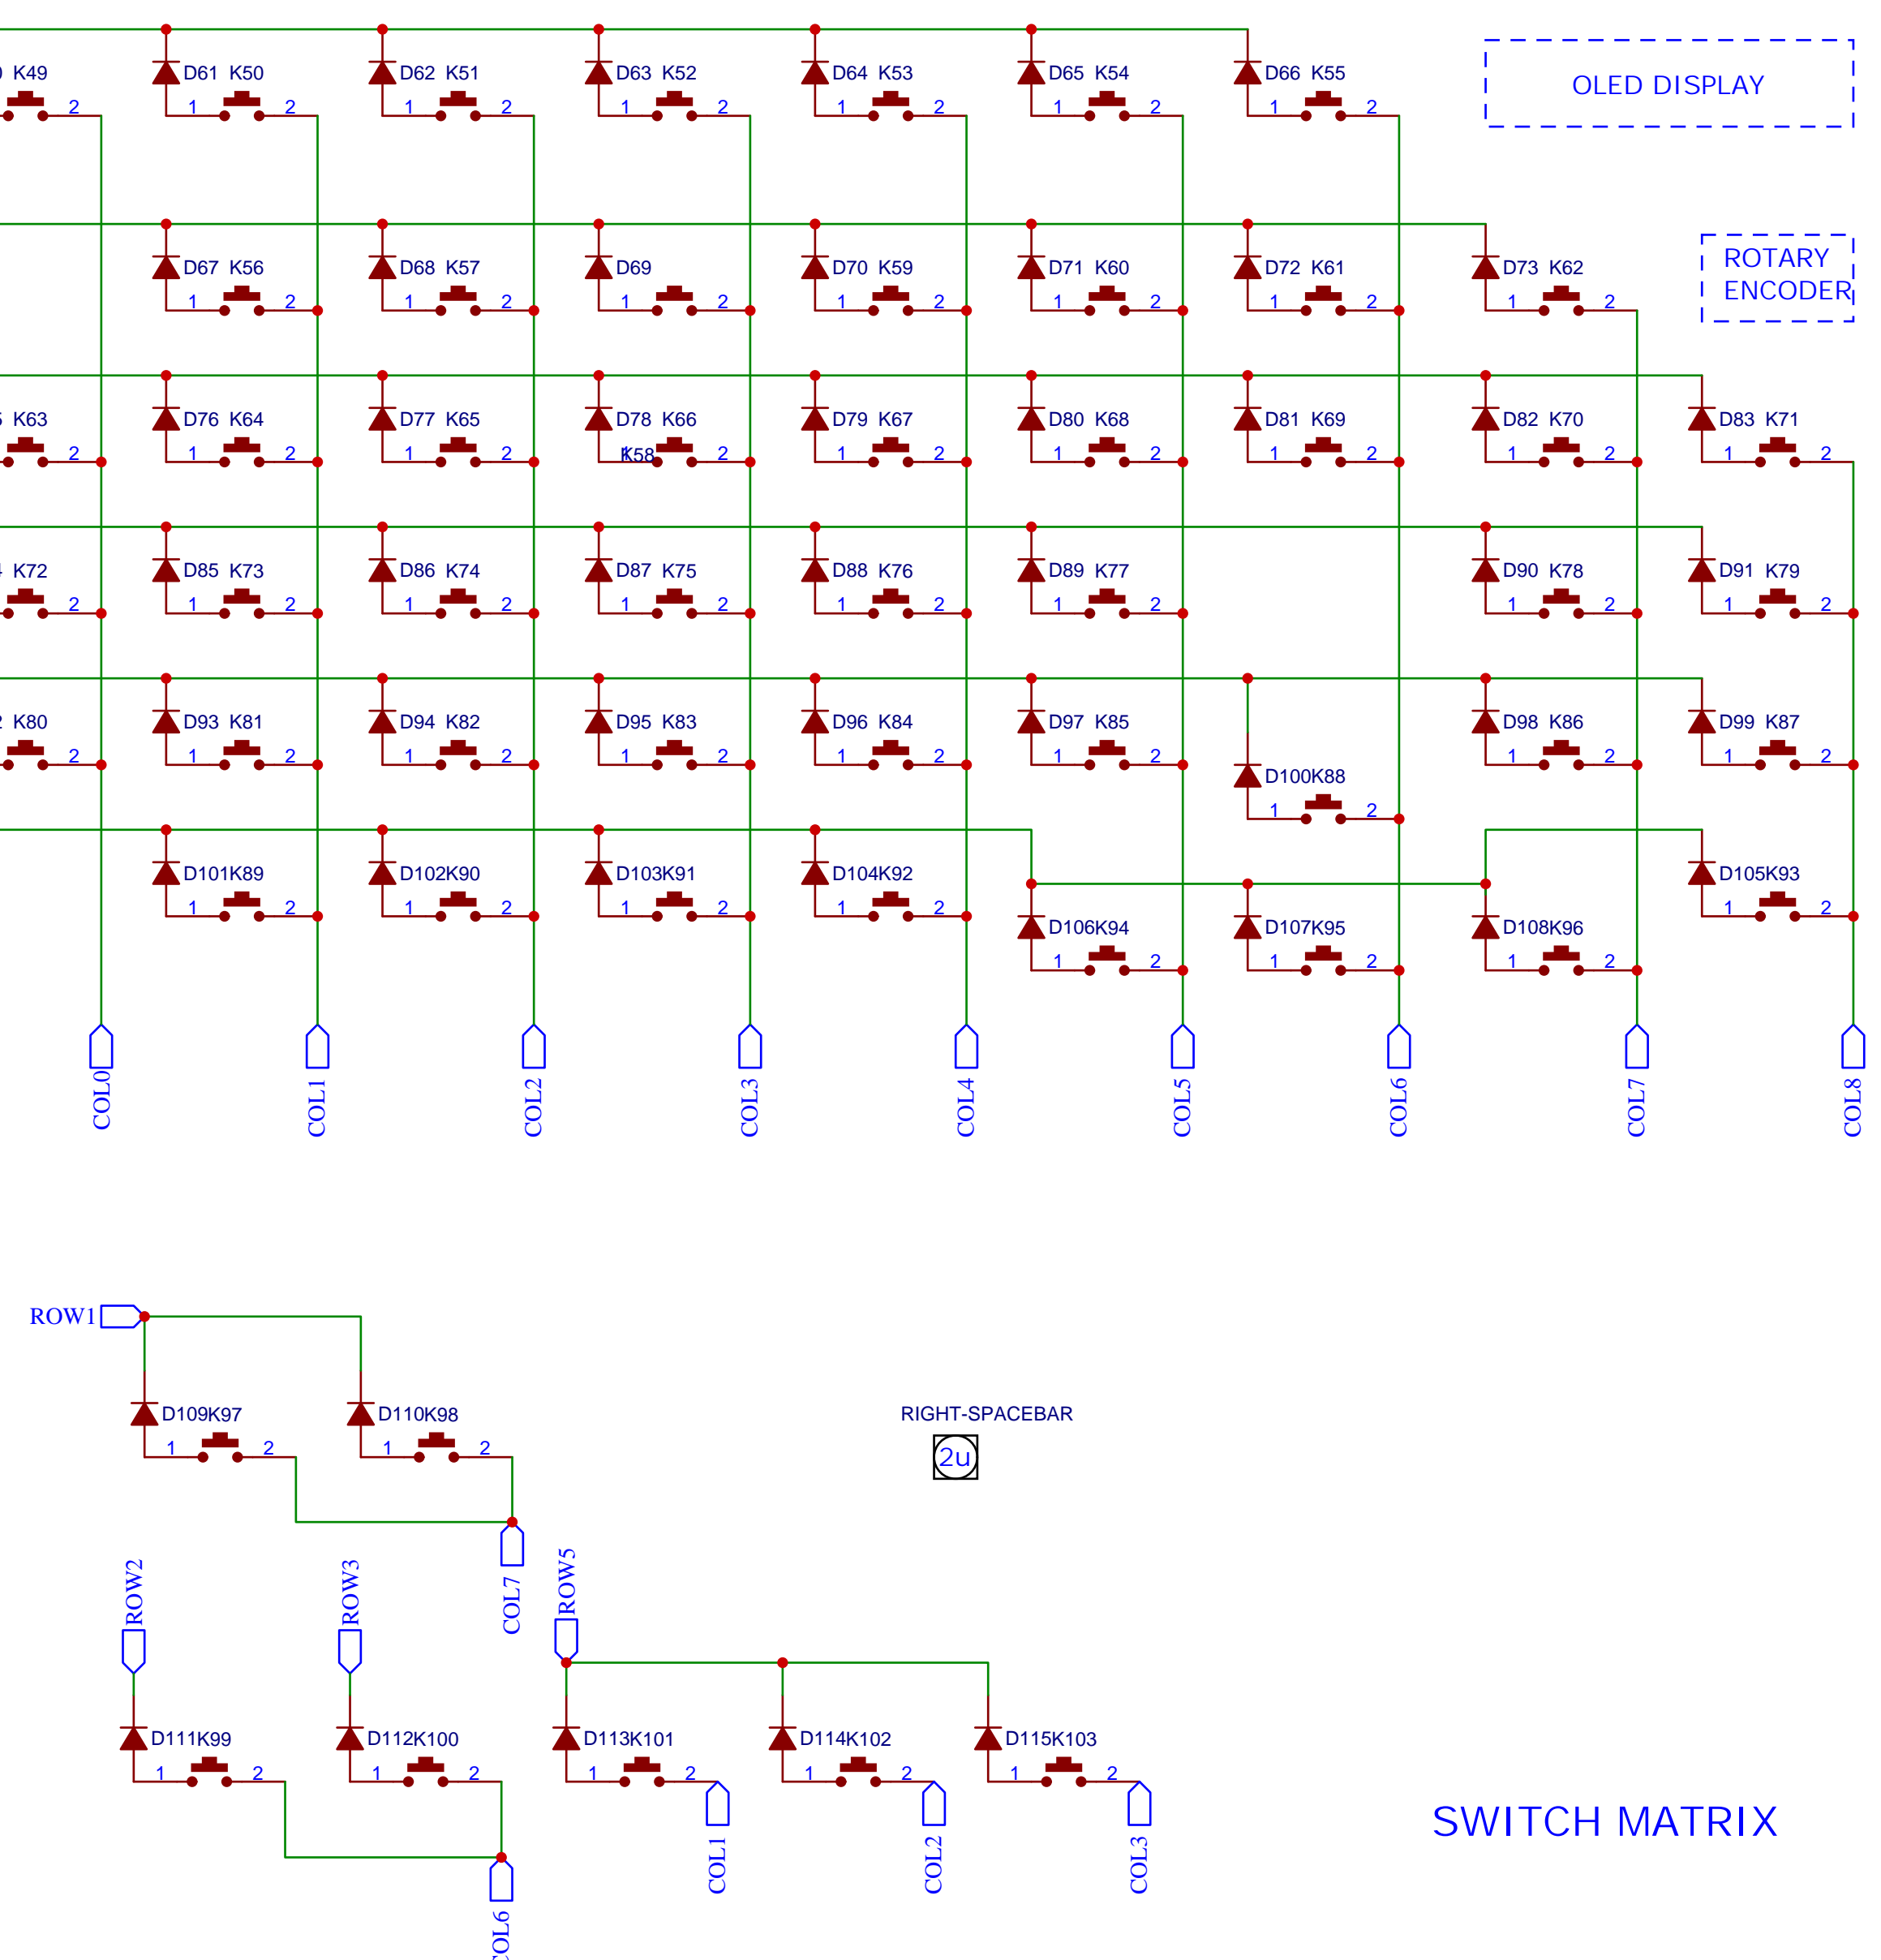 K49 D61 K50 D62 K51 D63 K52 D64 K53 D65 K54 D66 K55
OLED DISPLAY
2 1 2 1 2 1 2 1 2 1 2 1 2
D67 K56 D68 K57 D69 D70 K59 D71 K60 D72 K61 D73 K62
ROTARY
ENCODER
1 2 1 2 1 2 1 2 1 2 1 2 1 2
K63 D76 K64 D77 K65 D78 K66 D79 K67 D80 K68 D81 K69 D82 K70 D83 K71
2 1 2 1 2 1 K58 2 1 2 1 2 1 2 1 2 1 2
K72 D85 K73 D86 K74 D87 K75 D88 K76 D89 K77 D90 K78 D91 K79
2 1 2 1 2 1 2 1 2 1 2 1 2 1 2
K80 D93 K81 D94 K82 D95 K83 D96 K84 D97 K85 D98 K86 D99 K87
2 1 2 1 2 1 2 1 2 1 2 1 2 1 2
D100K88
1 2
D101K89 D102K90 D103K91 D104K92 D105K93
1 2 1 2 1 2 1 2 1 2
D106K94 D107K95 D108K96
1 2 1 2 1 2
COL0 COL1 COL2 COL3 COL4 COL5 COL6 COL7 COL8
ROW1
D109K97 D110K98
RIGHT-SPACEBAR
1 2 1 2
2u
ROW2 ROW3 COL7 ROW5
D111K99 D112K100 D113K101 D114K102 D115K103
1 2 1 2 1 2 1 2 1 2
SWITCH MATRIX
COL1 COL2 COL3
COL6